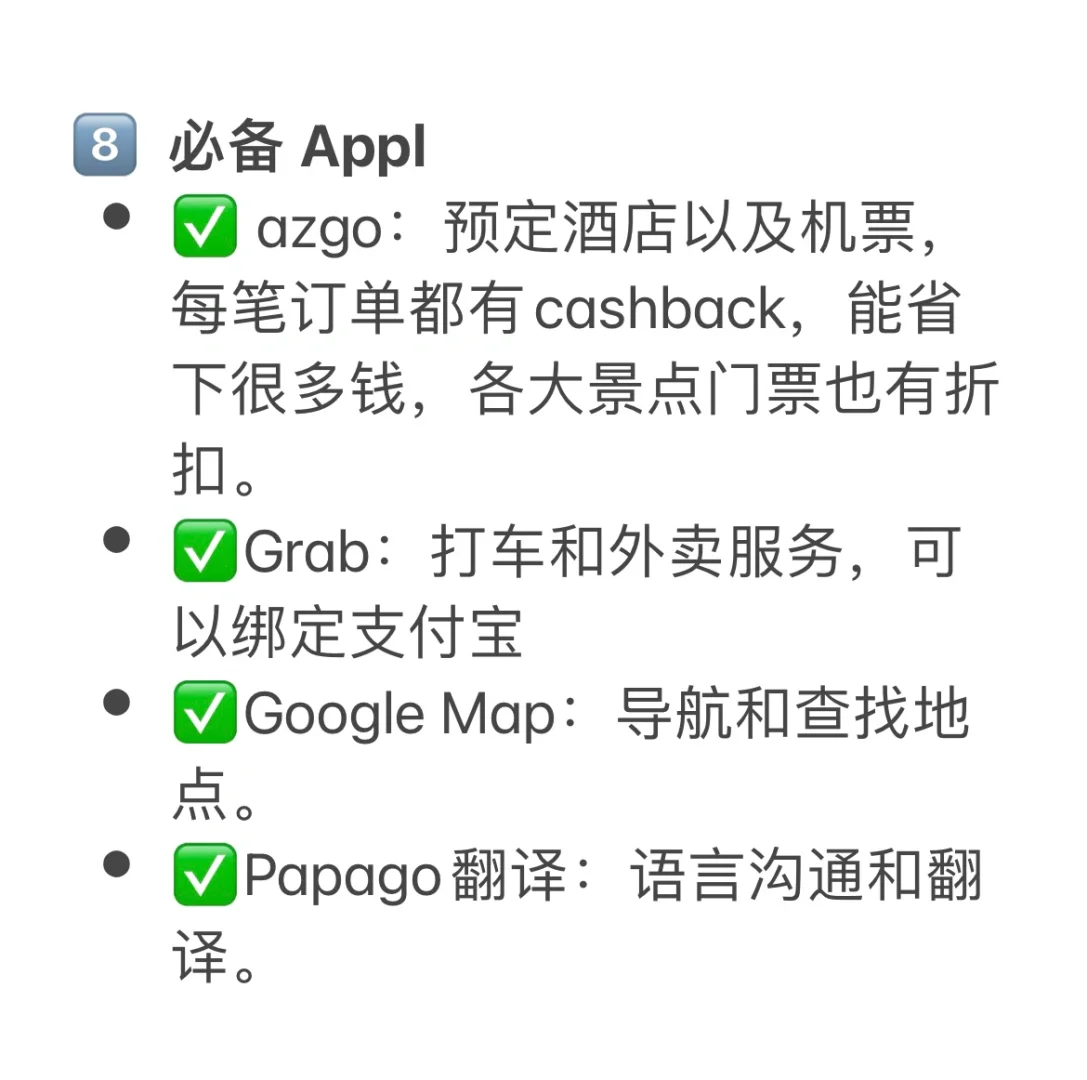 8️⃣ 必备 Appl
• ✅ azgo：预定酒店以及机票，
每笔订单都有cashback，能省
下很多钱，各大景点门票也有折
扣。
• ✅Grab：打车和外卖服务，可
以绑定支付宝
• ✅Google Map：导航和查找地
点。
• ✅Papago翻译：语言沟通和翻
译。